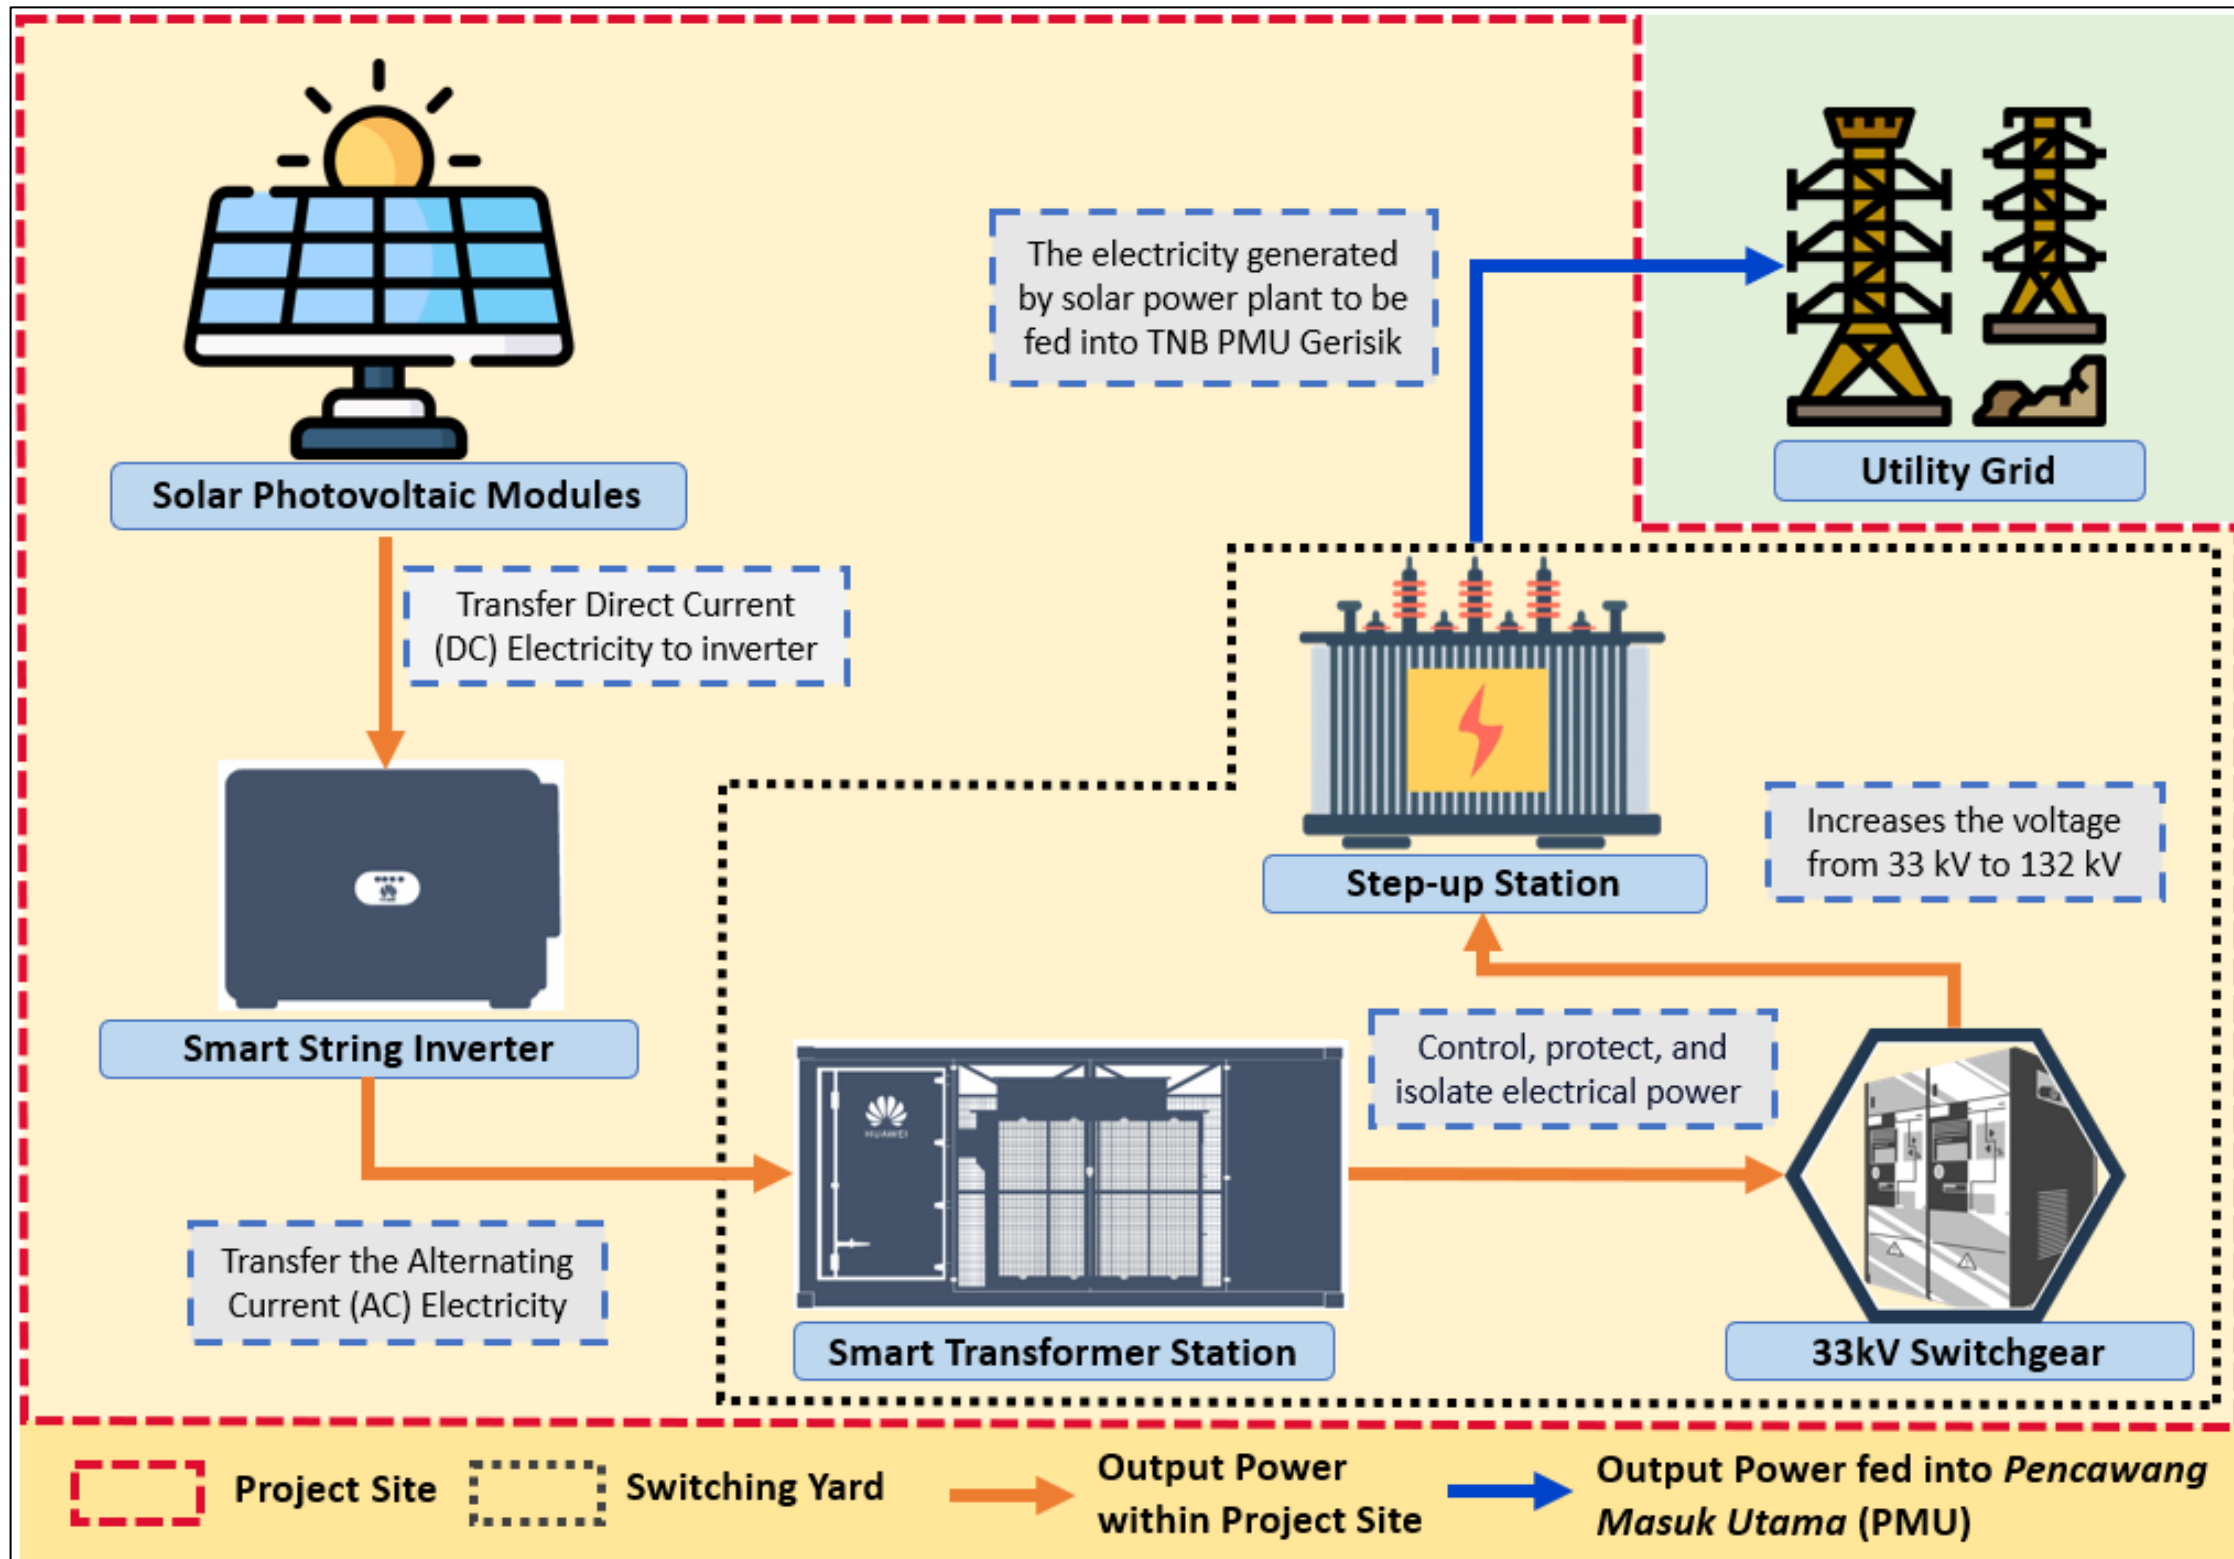 The electricity generated
by solar power plant to be
fed into TNB PMU Gerisik
Utility Grid
Solar Photovoltaic Modules
Transfer Direct Current
(DC) Electricity to inverter
Increases the voltage
from 33 kV to 132 kV
Step-up Station
Smart String Inverter
Control, protect, and
isolate electrical power
HUAWEI
Transfer the Alternating
Current (AC) Electricity
Smart Transformer Station
33kV Switchgear
Project Site
Switching Yard
Output Power
within Project Site
Output Power fed into Pencawang
Masuk Utama (PMU)